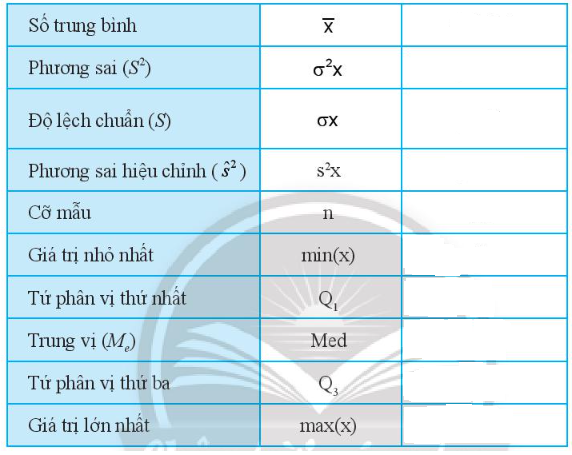 Số trung bình x̅
Phương sai (S²) σ²x
Độ lệch chuẩn (S) σx
Phương sai hiệu chỉnh (ŝ²) s²x
Cỡ mẫu n
Giá trị nhỏ nhất min(x)
Tứ phân vị thứ nhất Q₁
Trung vị (Mₑ) Med
Tứ phân vị thứ ba Q₃
Giá trị lớn nhất max(x)